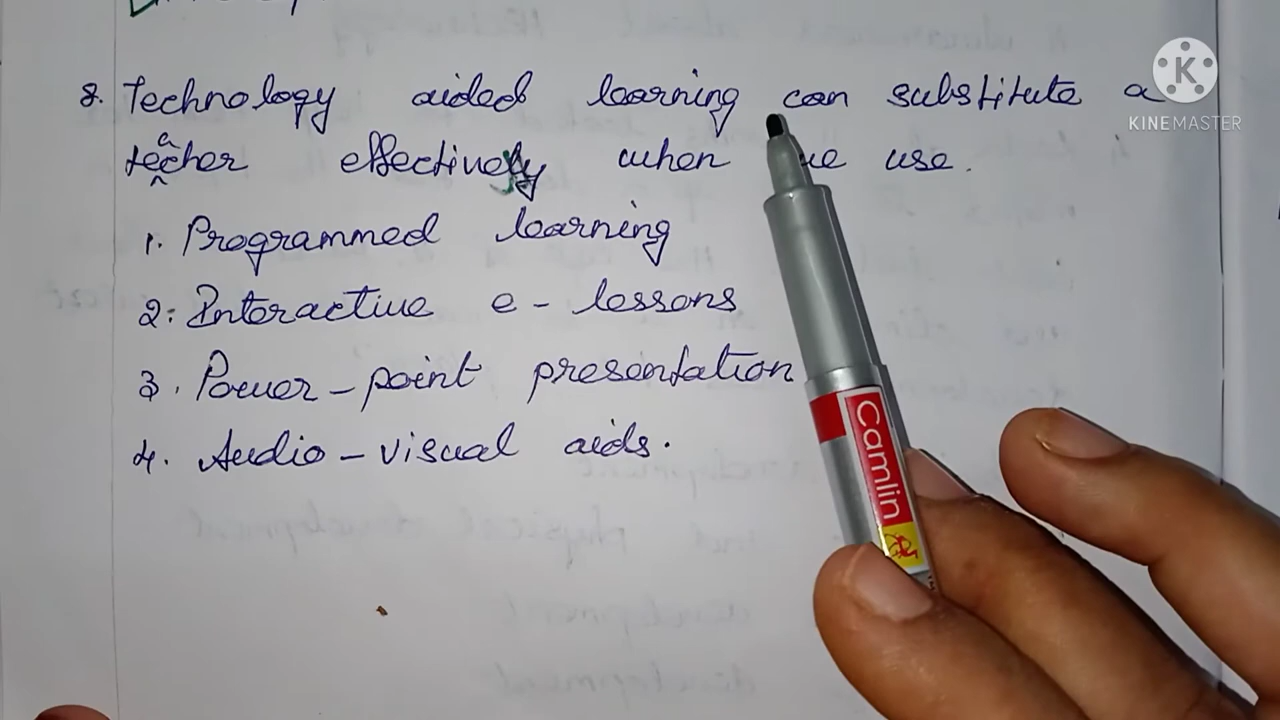 8. Technology aided learning can substitute a
teacher effectively when we use.
1. Programmed learning
2. Interactive e-lessons
3. Power-point presentation
4. Audio-visual aids.
K
KINEMASTER
Camlin